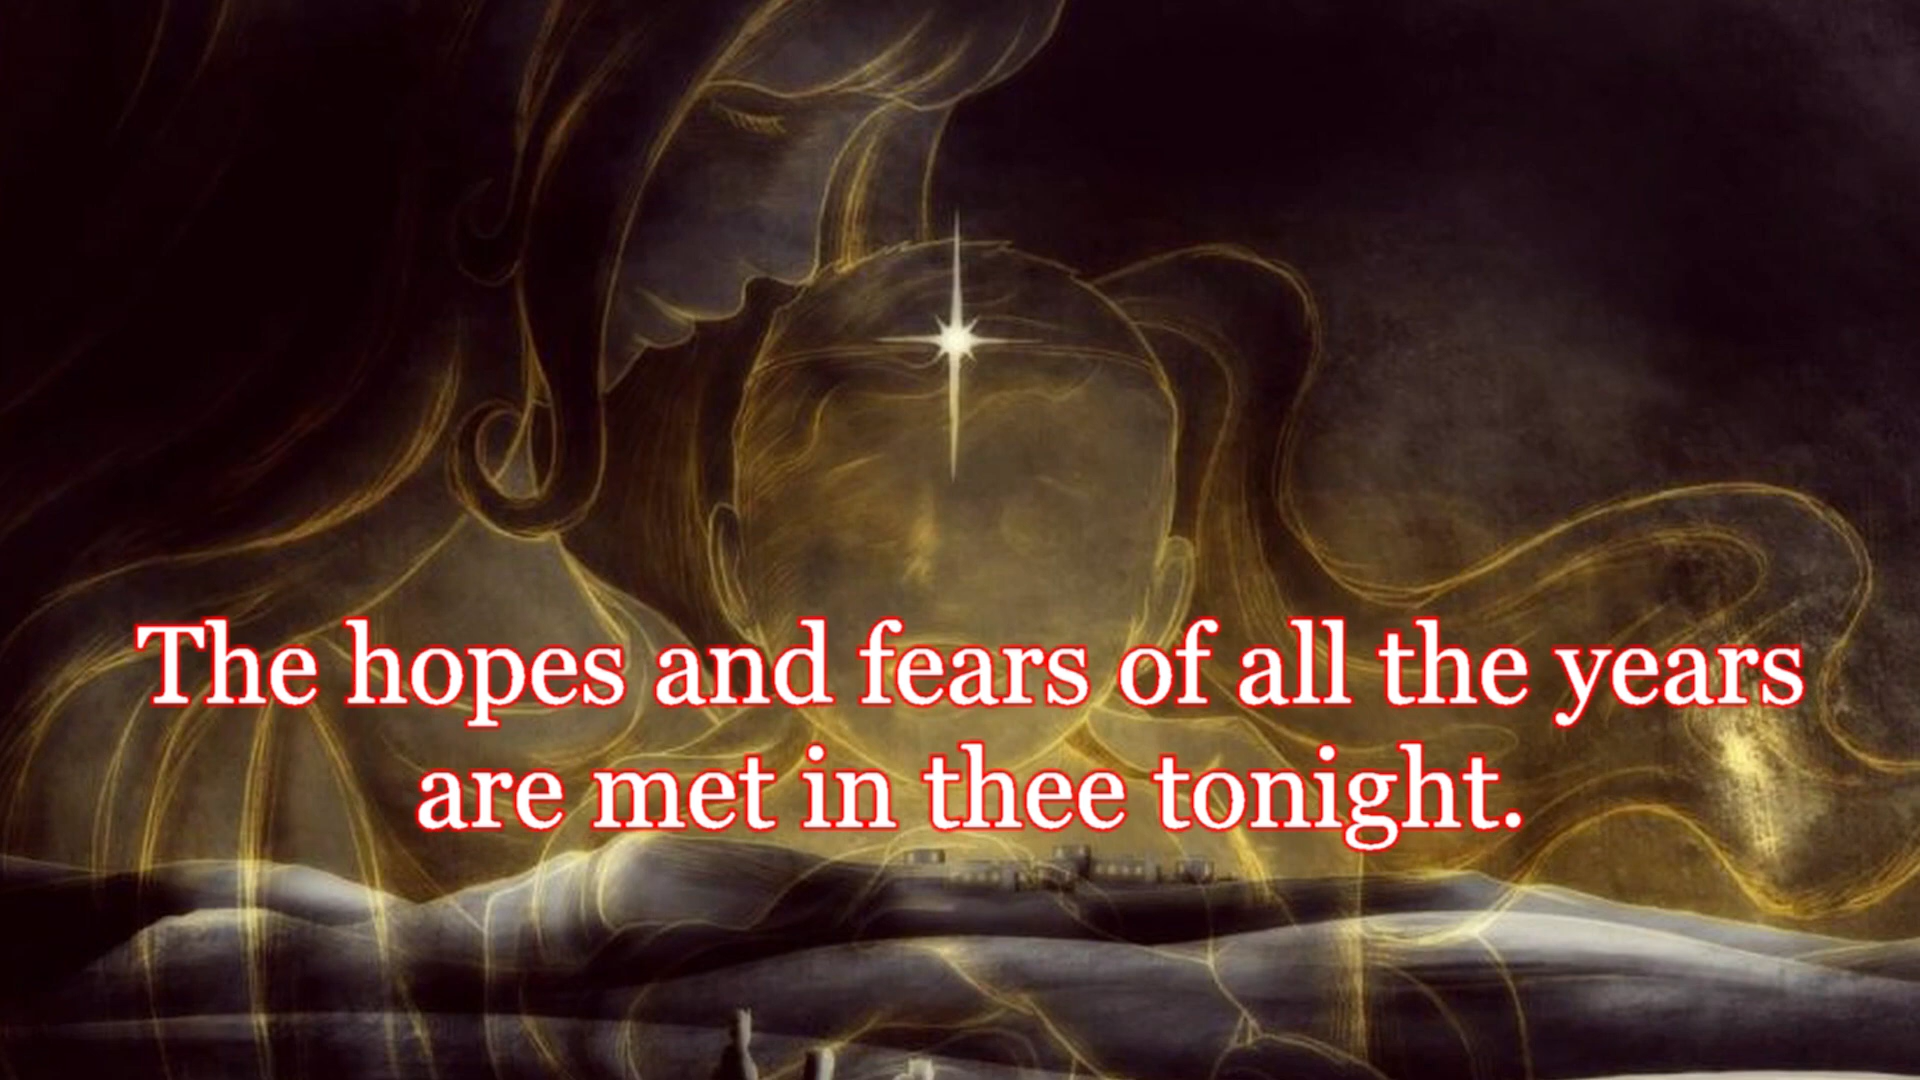 The hopes and fears of all the years
are met in thee tonight.